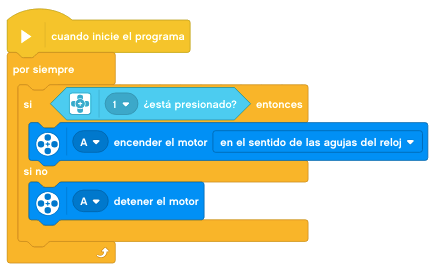 cuando inicie el programa
por siempre
si 1 ¿está presionado? entonces
A encender el motor en el sentido de las agujas del reloj
si no
A detener el motor